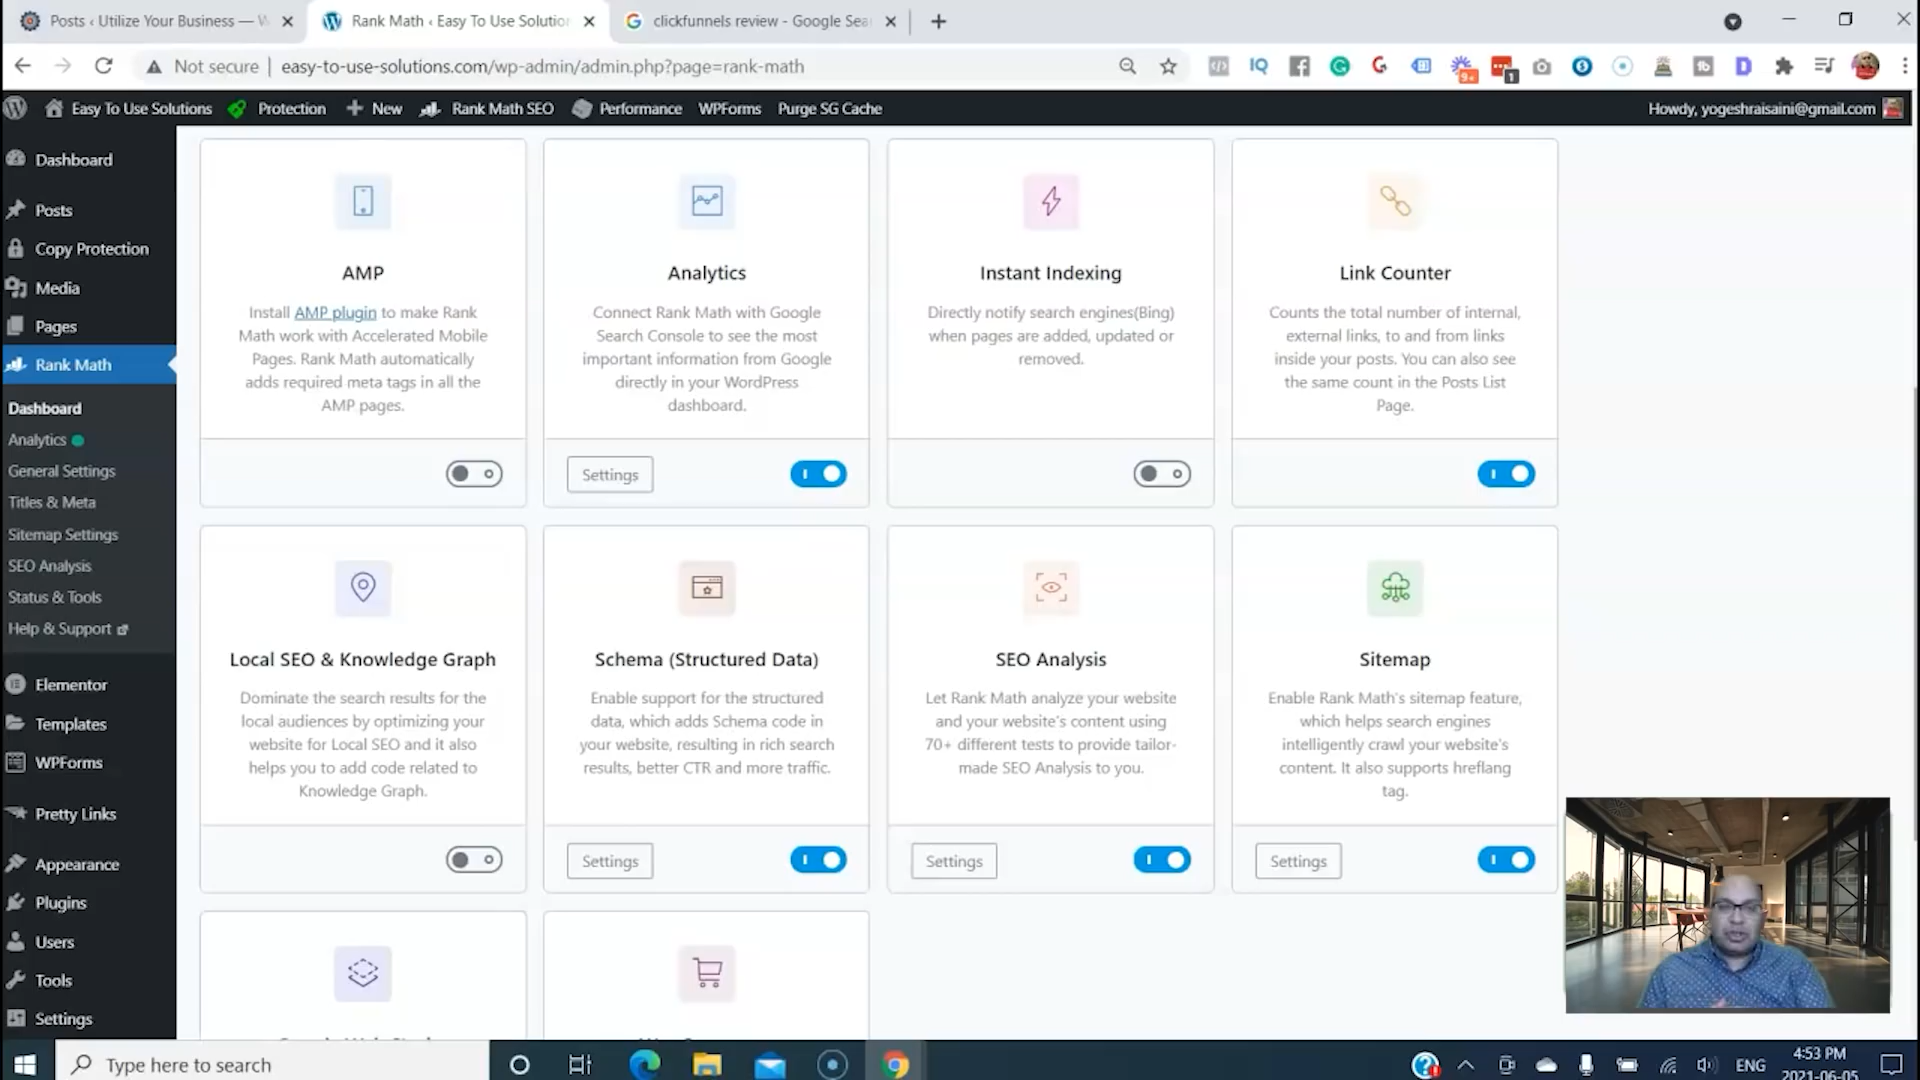 Posts ‹ Utilize Your Business —
Rank Math ‹ Easy To Use Solution
clickfunnels review - Google Sea
Not secure
easy-to-use-solutions.com/wp-admin/admin.php?page=rank-math
Easy To Use Solutions
Protection
New
Rank Math SEO
Performance
WPForms
Purge SG Cache
Howdy, yogeshraisaini@gmail.com
Dashboard
Posts
Copy Protection
Media
Pages
Rank Math
Dashboard
Analytics
General Settings
Titles & Meta
Sitemap Settings
SEO Analysis
Status & Tools
Help & Support
Elementor
Templates
WPForms
Pretty Links
Appearance
Plugins
Users
Tools
Settings
AMP
Install AMP plugin to make Rank
Math work with Accelerated Mobile
Pages. Rank Math automatically
adds required meta tags in all the
AMP pages.
Analytics
Connect Rank Math with Google
Search Console to see the most
important information from Google
directly in your WordPress
dashboard.
Settings
Instant Indexing
Directly notify search engines(Bing)
when pages are added, updated or
removed.
Link Counter
Counts the total number of internal,
external links, to and from links
inside your posts. You can also see
the same count in the Posts List
Page.
Local SEO & Knowledge Graph
Dominate the search results for the
local audiences by optimizing your
website for Local SEO and it also
helps you to add code related to
Knowledge Graph.
Schema (Structured Data)
Enable support for the structured
data, which adds Schema code in
your website, resulting in rich search
results, better CTR and more traffic.
Settings
SEO Analysis
Let Rank Math analyze your website
and your website's content using
70+ different tests to provide tailor-
made SEO Analysis to you.
Settings
Sitemap
Enable Rank Math's sitemap feature,
which helps search engines
intelligently crawl your website's
content. It also supports hreflang
tag.
Settings
Type here to search
ENG
4:53 PM
2021-06-05